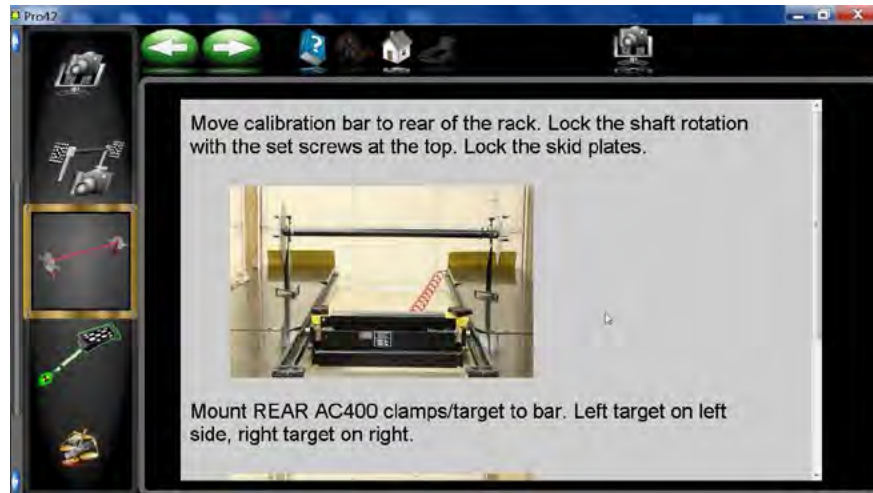 Pro42
Move calibration bar to rear of the rack. Lock the shaft rotation
with the set screws at the top. Lock the skid plates.
Mount REAR AC400 clamps/target to bar. Left target on left
side, right target on right.